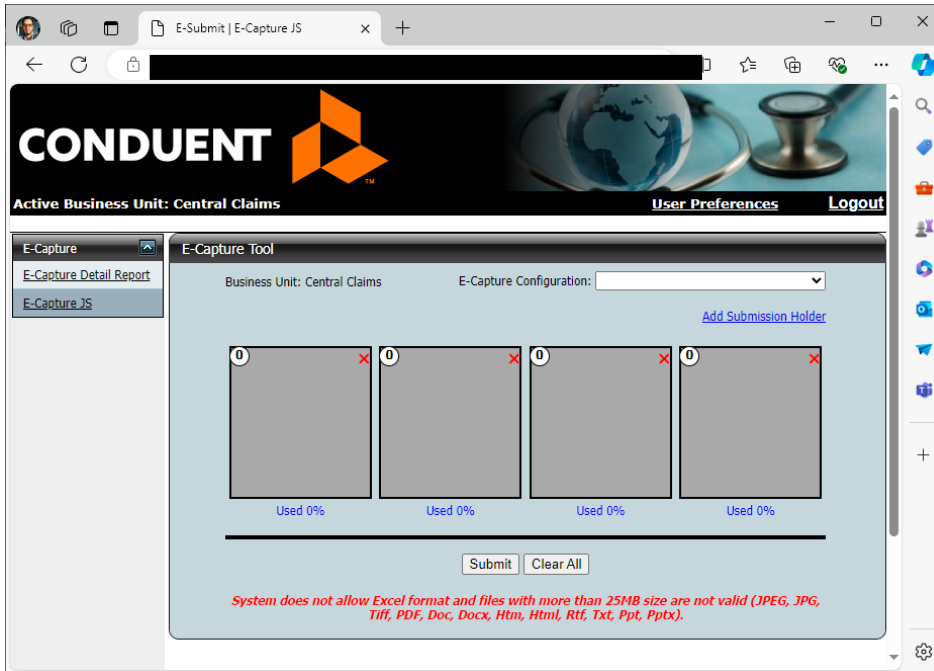 E-Submit | E-Capture JS
CONDUENT
TM
Active Business Unit: Central Claims
User Preferences
Logout
E-Capture
E-Capture Detail Report
E-Capture JS
E-Capture Tool
Business Unit: Central Claims
E-Capture Configuration:
Add Submission Holder
0 0 0 0
Used 0% Used 0% Used 0% Used 0%
Submit Clear All
System does not allow Excel format and files with more than 25MB size are not valid (JPEG, JPG,
Tiff, PDF, Doc, Docx, Htm, Html, Rtf, Txt, Ppt, Pptx).